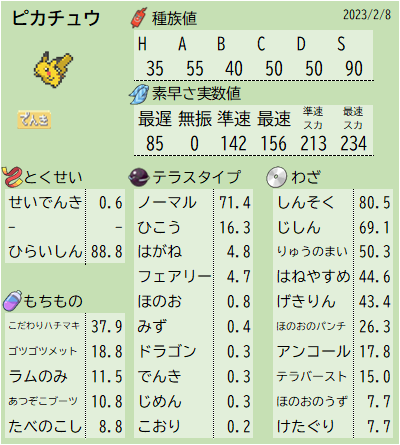 ピカチュウ
2023/2/8
種族値
H A B C D S
35 55 40 50 50 90
でんき
素早さ実数値
最遅 無振 準速 最速 準速スカ 最速スカ
85 0 142 156 213 234
とくせい
せいでんき 0.6
- -
ひらいしん 88.8
もちもの
こだわりハチマキ 37.9
ゴツゴツメット 18.8
ラムのみ 11.5
あつぞこブーツ 10.8
たべのこし 8.8
テラスタイプ
ノーマル 71.4
ひこう 16.3
はがね 4.8
フェアリー 4.7
ほのお 0.8
みず 0.4
ドラゴン 0.3
でんき 0.3
じめん 0.3
こおり 0.2
わざ
しんそく 80.5
じしん 69.1
りゅうのまい 50.3
はねやすめ 44.6
げきりん 43.4
ほのおのパンチ 26.3
アンコール 17.8
テラバースト 15.0
ほのおのうず 7.7
けたぐり 7.7